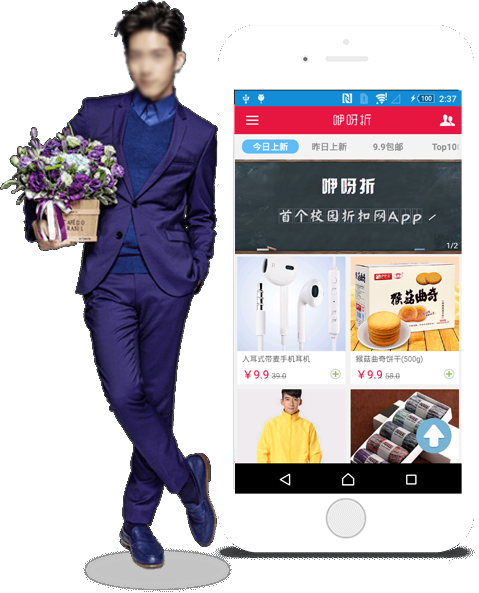 2:37
100
咿呀折
今日上新
昨日上新
9.9包邮
Top10
咿呀折
首个校园折扣网App
1/2
猴菇曲奇
入耳式带麦手机耳机
猴菇曲奇饼干(500g)
¥9.9 39.0
¥9.9 58.0